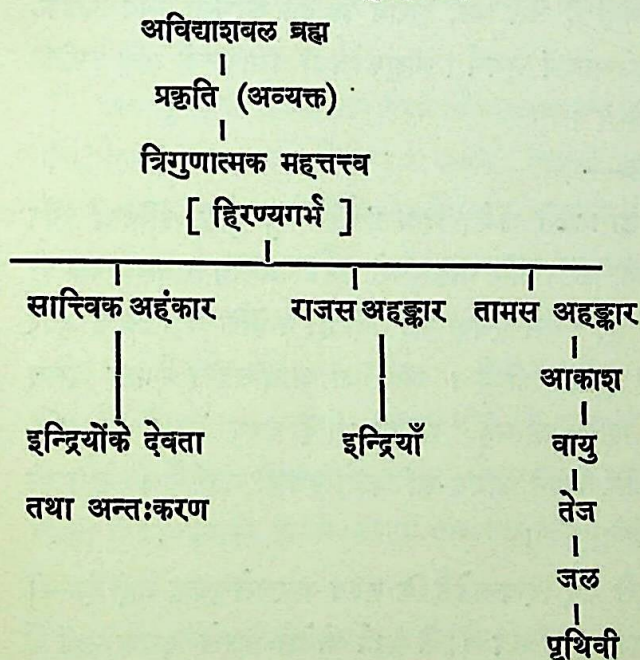 अविद्याशबल ब्रह्म
प्रकृति (अव्यक्त)
त्रिगुणात्मक महत्तत्त्व
[ हिरण्यगर्भ ]
सात्त्विक अहंकार राजस अहङ्कार तामस अहङ्कार
आकाश
इन्द्रियोंके देवता इन्द्रियाँ वायु
तथा अन्तःकरण तेज
जल
पृथिवी